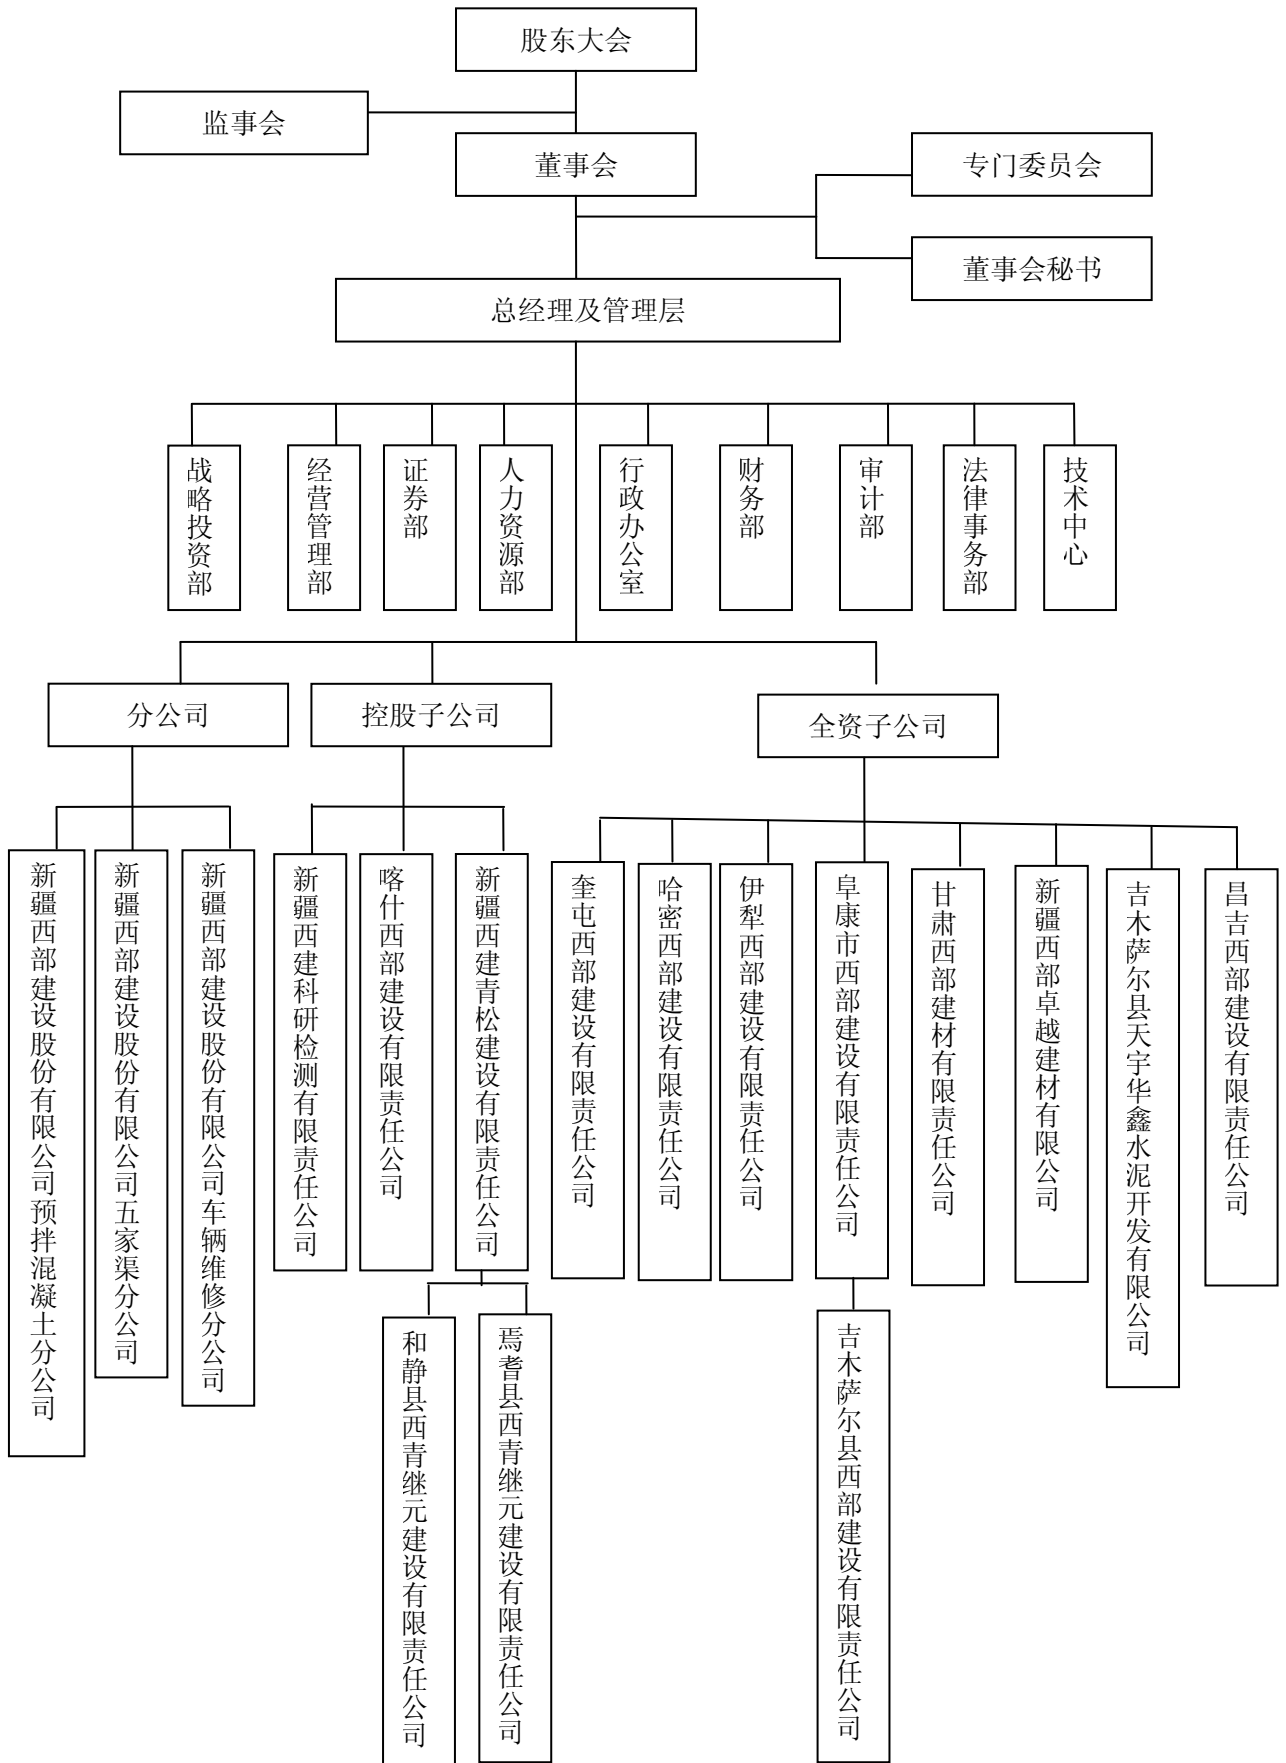 股东大会
监事会
董事会
专门委员会
董事会秘书
总经理及管理层
战略投资部
经营管理部
证券部
人力资源部
行政办公室
财务部
审计部
法律事务部
技术中心
分公司
控股子公司
全资子公司
新疆西部建设股份有限公司预拌混凝土分公司
新疆西部建设股份有限公司五家渠分公司
新疆西部建设股份有限公司车辆维修分公司
新疆西建科研检测有限责任公司
喀什西部建设有限责任公司
新疆西建青松建设有限责任公司
奎屯西部建设有限责任公司
哈密西部建设有限责任公司
伊犁西部建设有限责任公司
阜康市西部建设有限责任公司
甘肃西部建材有限责任公司
新疆西部卓越建材有限公司
吉木萨尔县天宇华鑫水泥开发有限公司
昌吉西部建设有限责任公司
和静县西青继元建设有限责任公司
焉耆县西青继元建设有限责任公司
吉木萨尔县西部建设有限责任公司